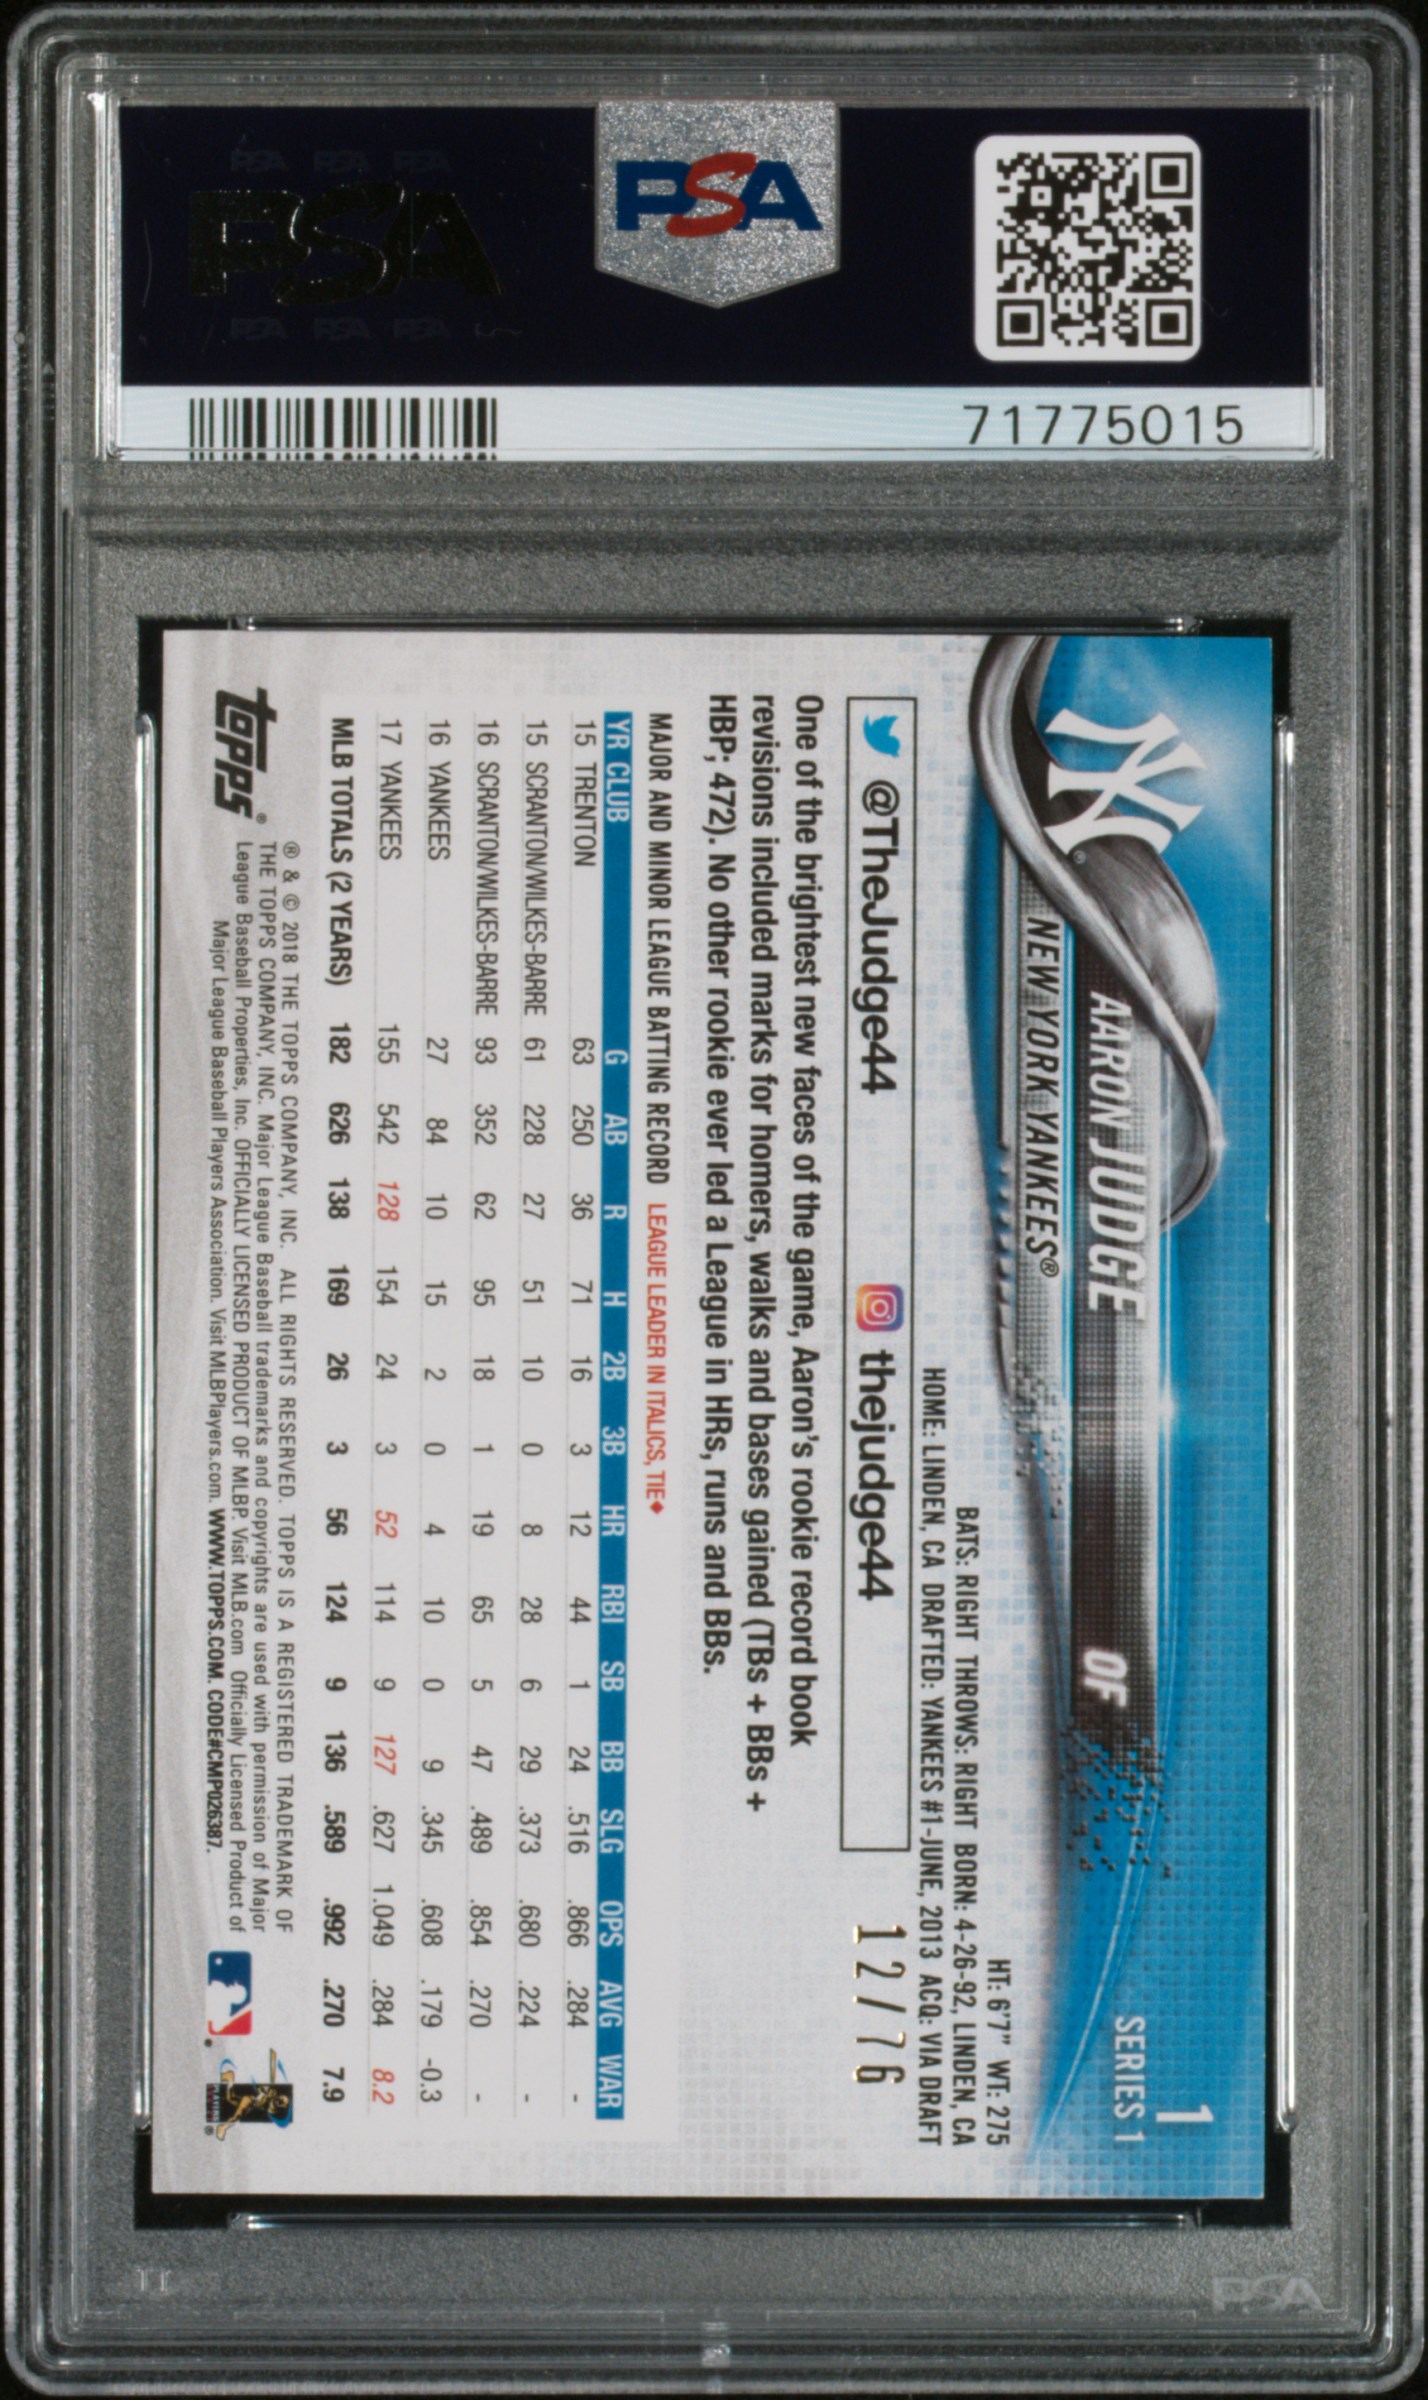 PSA
PSA
PSA PSA PSA
PSA PSA PSA
71775015
1
SERIES 1
AARON JUDGE OF
NEW YORK YANKEES®
HT: 6'7" WT: 275
BATS: RIGHT THROWS: RIGHT BORN: 4-26-92, LINDEN, CA
HOME: LINDEN, CA DRAFTED: YANKEES #1-JUNE, 2013 ACQ: VIA DRAFT
@TheJudge44 thejudge44
12/76
One of the brightest new faces of the game, Aaron's rookie record book
revisions included marks for homers, walks and bases gained (TBs + BBs +
HBP; 472). No other rookie ever led a League in HRs, runs and BBs.
MAJOR AND MINOR LEAGUE BATTING RECORD LEAGUE LEADER IN ITALICS, TIE♦
YR CLUB G AB R H 2B 3B HR RBI SB BB SLG OPS AVG WAR
15 TRENTON 63 250 36 71 16 3 12 44 1 24 .516 .866 .284 -
15 SCRANTON/WILKES-BARRE 61 228 27 51 10 0 8 28 6 29 .373 .680 .224 -
16 SCRANTON/WILKES-BARRE 93 352 62 95 18 1 19 65 5 47 .489 .854 .270 -
16 YANKEES 27 84 10 15 2 0 4 10 0 9 .345 .608 .179 -0.3
17 YANKEES 155 542 128 154 24 3 52 114 9 127 .627 1.049 .284 8.2
MLB TOTALS (2 YEARS) 182 626 138 169 26 3 56 124 9 136 .589 .992 .270 7.9
topps®
® & © 2018 THE TOPPS COMPANY, INC. ALL RIGHTS RESERVED. TOPPS IS A REGISTERED TRADEMARK OF
THE TOPPS COMPANY, INC. Major League Baseball trademarks and copyrights are used with permission of Major
League Baseball Properties, Inc. OFFICIALLY LICENSED PRODUCT OF MLBP. Visit MLB.com Officially Licensed Product of
Major League Baseball Players Association. Visit MLBPlayers.com. WWW.TOPPS.COM. CODE#CMP026387.
PSA